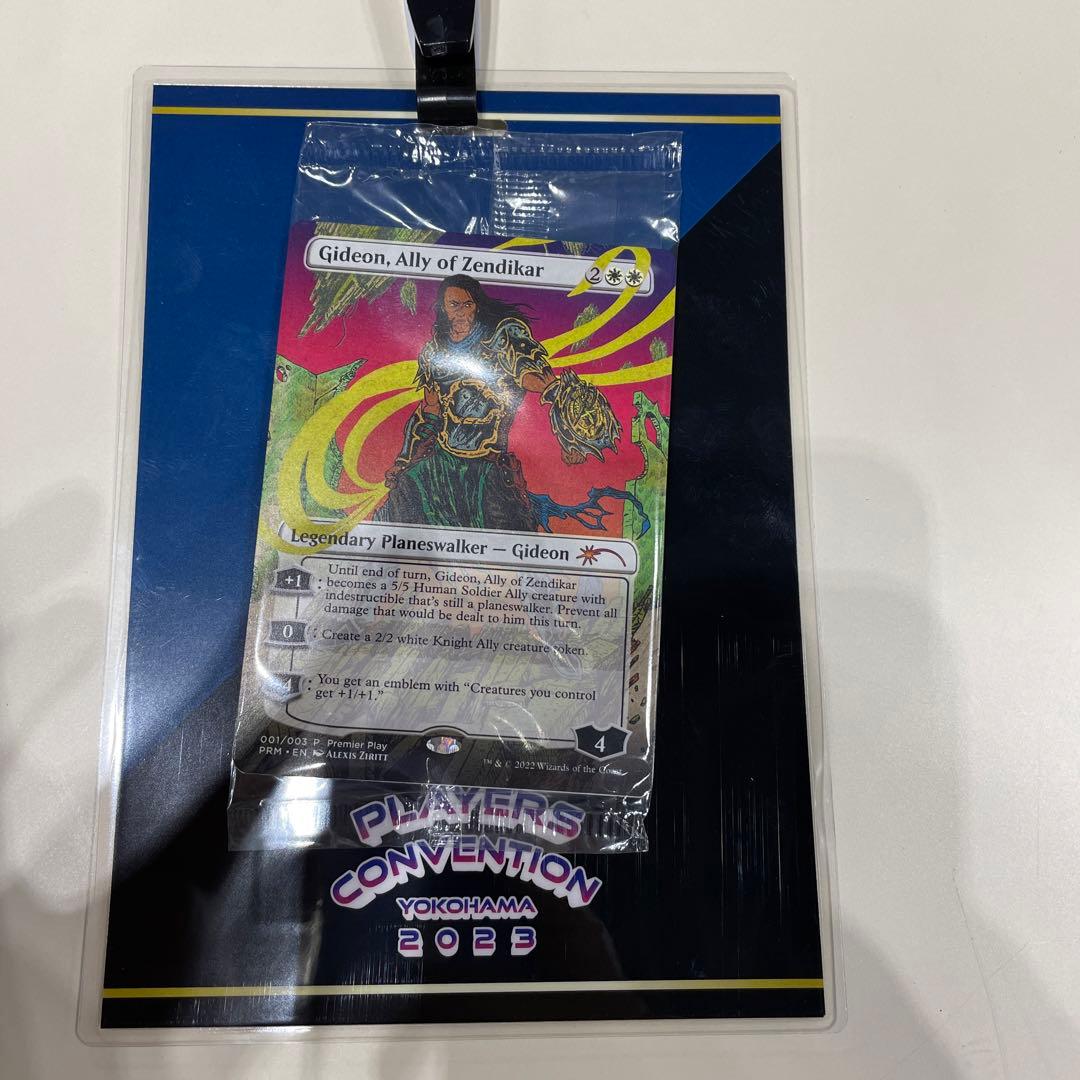 Gideon, Ally of Zendikar
2
Legendary Planeswalker — Gideon
+1 : Until end of turn, Gideon, Ally of Zendikar
becomes a 5/5 Human Soldier Ally creature with
indestructible that's still a planeswalker. Prevent all
damage that would be dealt to him this turn.
0 : Create a 2/2 white Knight Ally creature token.
: You get an emblem with “Creatures you control
get +1/+1.”
4
001/003 P Premier Play
PRM • EN ALEXIS ZIRITT
™ & © 2022 Wizards of the Coast
PLAYERS
CONVENTION
YOKOHAMA
2023